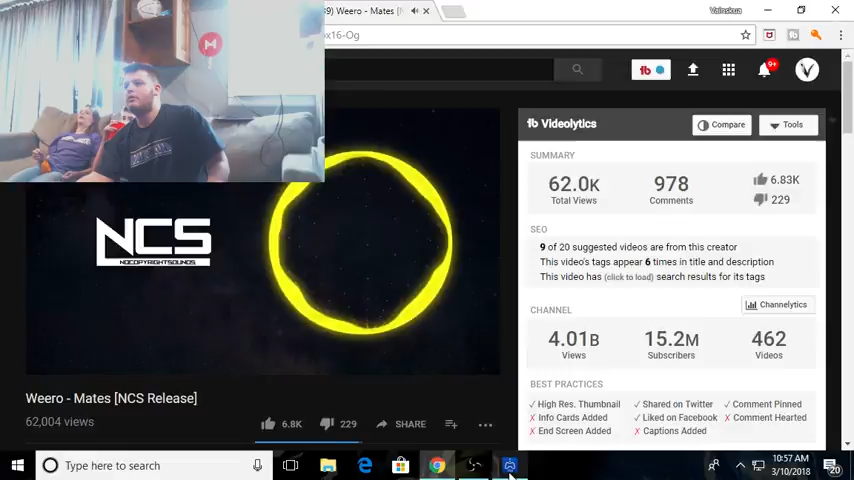 39) Weero - Mates [N
Vainskua
ox16-Og
9+
V
NCS
NOCOPYRIGHTSOUNDS
tb Videolytics
Compare
Tools
SUMMARY
62.0K
Total Views
978
Comments
6.83K
229
SEO
9 of 20 suggested videos are from this creator
This video's tags appear 6 times in title and description
This video has (click to load) search results for its tags
CHANNEL
Channelytics
4.01B
Views
15.2M
Subscribers
462
Videos
BEST PRACTICES
High Res. Thumbnail
Shared on Twitter
Comment Pinned
Info Cards Added
Liked on Facebook
Comment Hearted
End Screen Added
Captions Added
Weero - Mates [NCS Release]
62,004 views
6.8K
229
SHARE
Type here to search
10:57 AM
3/10/2018
20